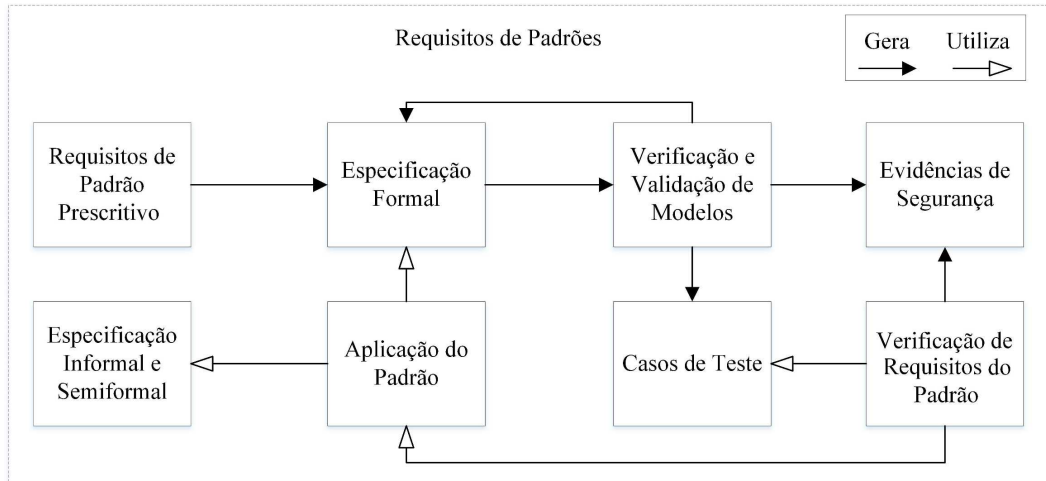 Requisitos de Padrões
Gera
Utiliza
Requisitos de
Padrão
Prescritivo
Especificação
Formal
Verificação e
Validação de
Modelos
Evidências de
Segurança
Especificação
Informal e
Semiformal
Aplicação do
Padrão
Casos de Teste
Verificação de
Requisitos do
Padrão